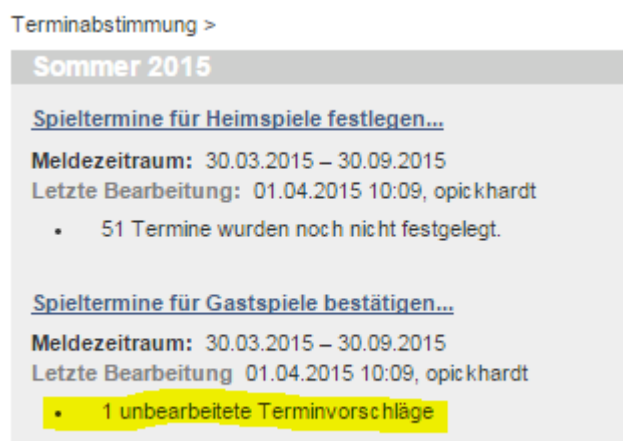 Terminabstimmung >
Sommer 2015
Spieltermine für Heimspiele festlegen...
Meldezeitraum: 30.03.2015 – 30.09.2015
Letzte Bearbeitung: 01.04.2015 10:09, opickhardt
• 51 Termine wurden noch nicht festgelegt.
Spieltermine für Gastspiele bestätigen...
Meldezeitraum: 30.03.2015 – 30.09.2015
Letzte Bearbeitung 01.04.2015 10:09, opickhardt
• 1 unbearbeitete Terminvorschläge